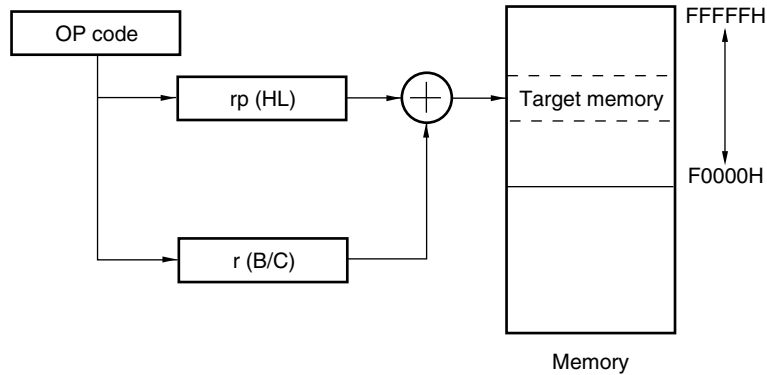 FFFFFH
OP code
rp (HL)
Target memory
F0000H
r (B/C)
Memory